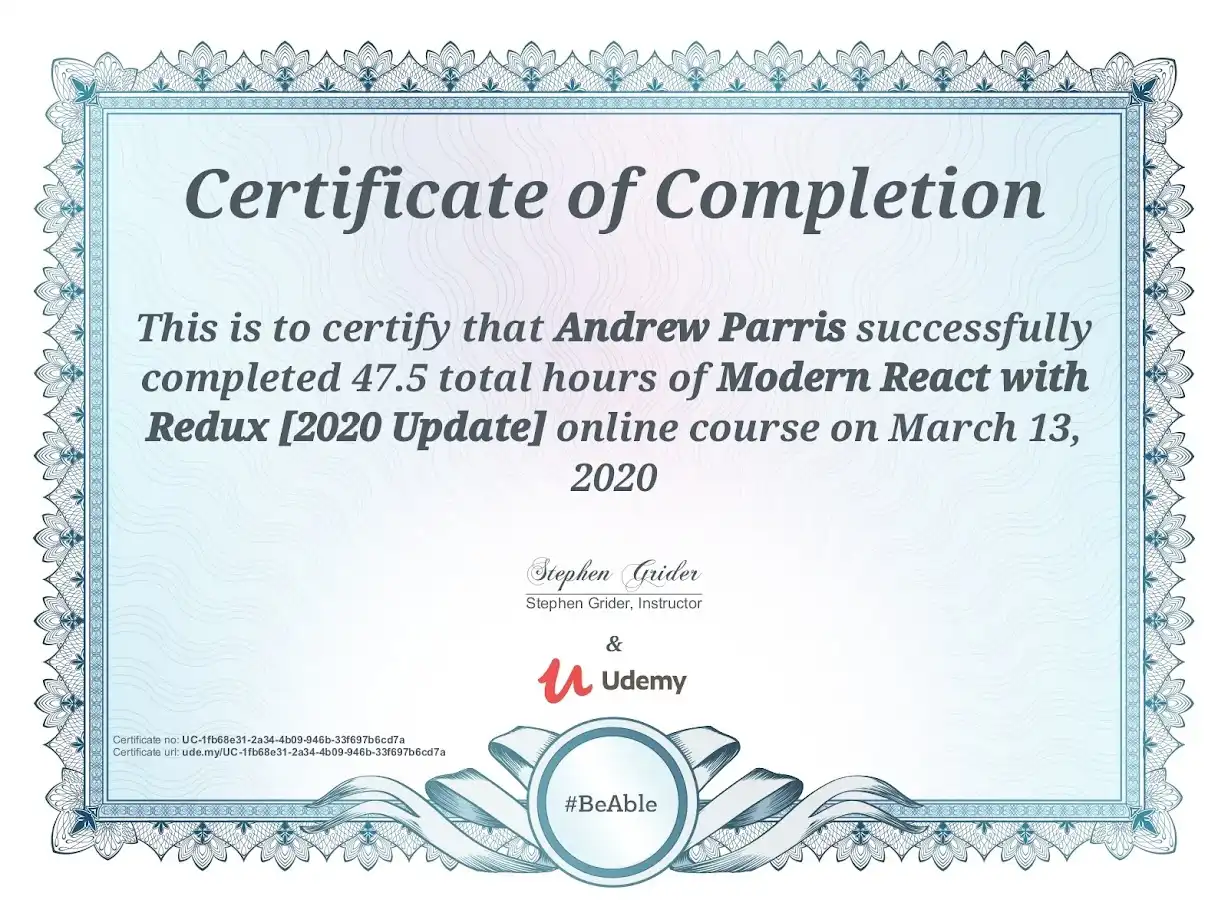 Certificate of Completion
This is to certify that Andrew Parris successfully
completed 47.5 total hours of Modern React with
Redux [2020 Update] online course on March 13,
2020
Stephen Grider
Stephen Grider, Instructor
&
Udemy
Certificate no: UC-1fb68e31-2a34-4b09-946b-33f697b6cd7a
Certificate url: ude.my/UC-1fb68e31-2a34-4b09-946b-33f697b6cd7a
#BeAble